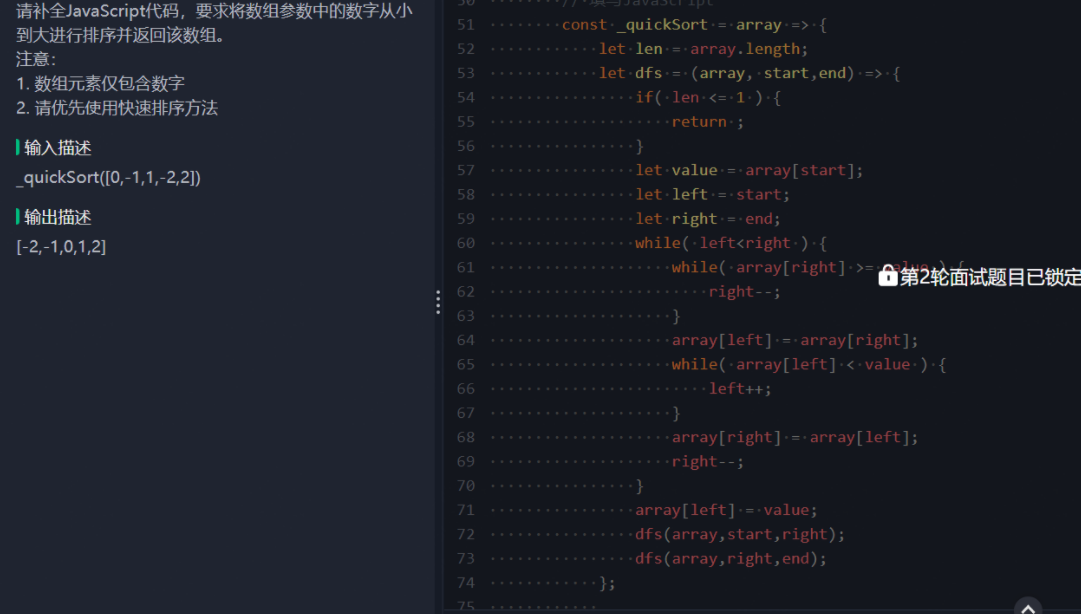 请补全JavaScript代码，要求将数组参数中的数字从小
到大进行排序并返回该数组。
注意：
1. 数组元素仅包含数字
2. 请优先使用快速排序方法
输入描述
_quickSort([0,-1,1,-2,2])
输出描述
[-2,-1,0,1,2]
50 // 填写JavaScript
51 const _quickSort = array => {
52 let len = array.length;
53 let dfs = (array, start,end) => {
54 if( len <= 1 ) {
55 return ;
56 }
57 let value = array[start];
58 let left = start;
59 let right = end;
60 while( left<right ) {
61 while( array[right] >= value ) {
第2轮面试题目已锁定
62 right--;
63 }
64 array[left] = array[right];
65 while( array[left] < value ) {
66 left++;
67 }
68 array[right] = array[left];
69 right--;
70 }
71 array[left] = value;
72 dfs(array,start,right);
73 dfs(array,right,end);
74 };
75